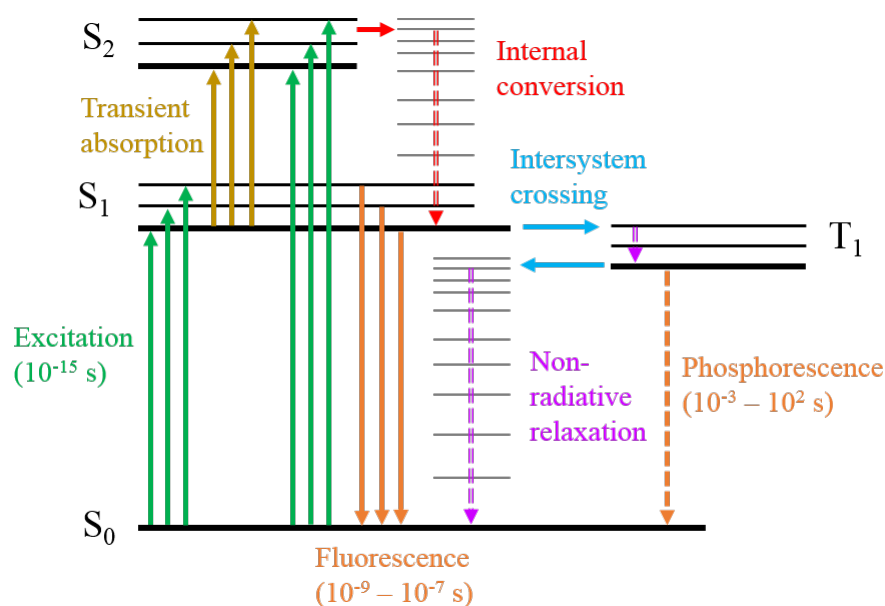 S₂
Internal
conversion
Transient
absorption
Intersystem
crossing
S₁
T₁
Excitation
(10⁻¹⁵ s)
Non-
radiative
relaxation
Phosphorescence
(10⁻³ – 10² s)
S₀
Fluorescence
(10⁻⁹ – 10⁻⁷ s)